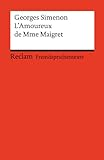 Georges Simenon
L'Amoureux
de Mme Maigret
Reclam Fremdsprachentexte